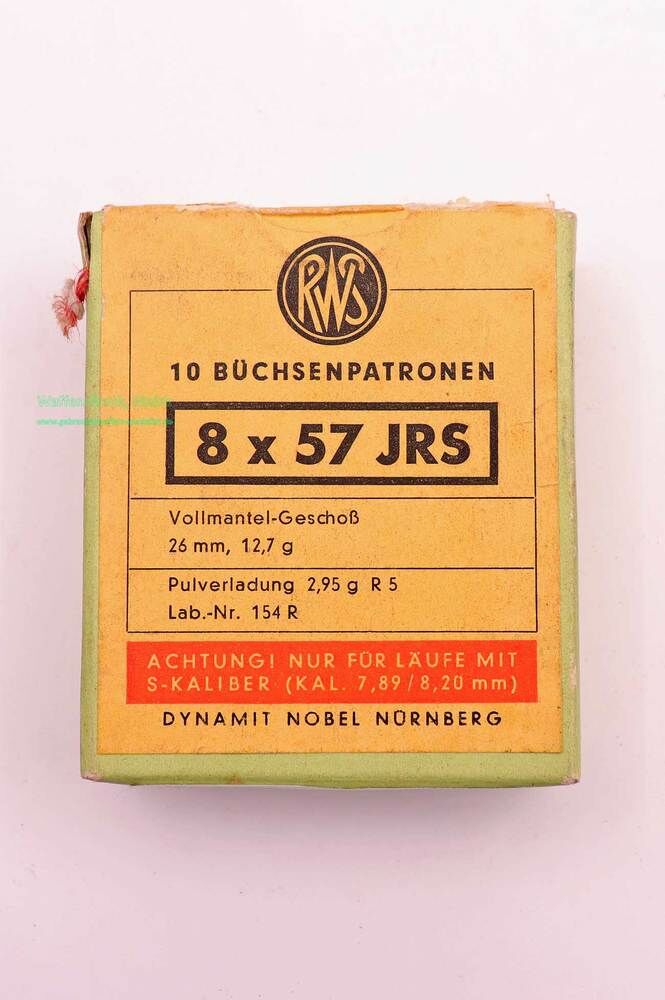 RWS
10 BÜCHSENPATRONEN
8 x 57 JRS
Vollmantel-Geschoß
26 mm, 12,7 g
Pulverladung 2,95 g R 5
Lab.-Nr. 154 R
ACHTUNG! NUR FÜR LÄUFE MIT
S-KALIBER (KAL. 7,89/8,20 mm)
DYNAMIT NOBEL NÜRNBERG